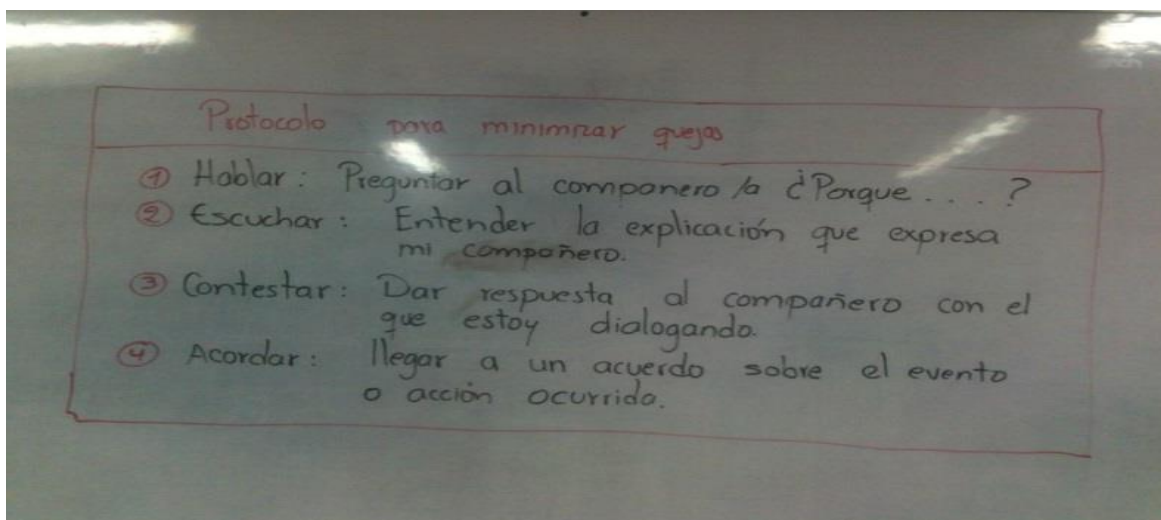 Protocolo para minimizar quejas
① Hablar: Preguntar al compañero/a ¿Porque....?
② Escuchar: Entender la explicación que expresa
mi compañero.
③ Contestar: Dar respuesta al compañero con el
que estoy dialogando.
④ Acordar: llegar a un acuerdo sobre el evento
o acción ocurrida.